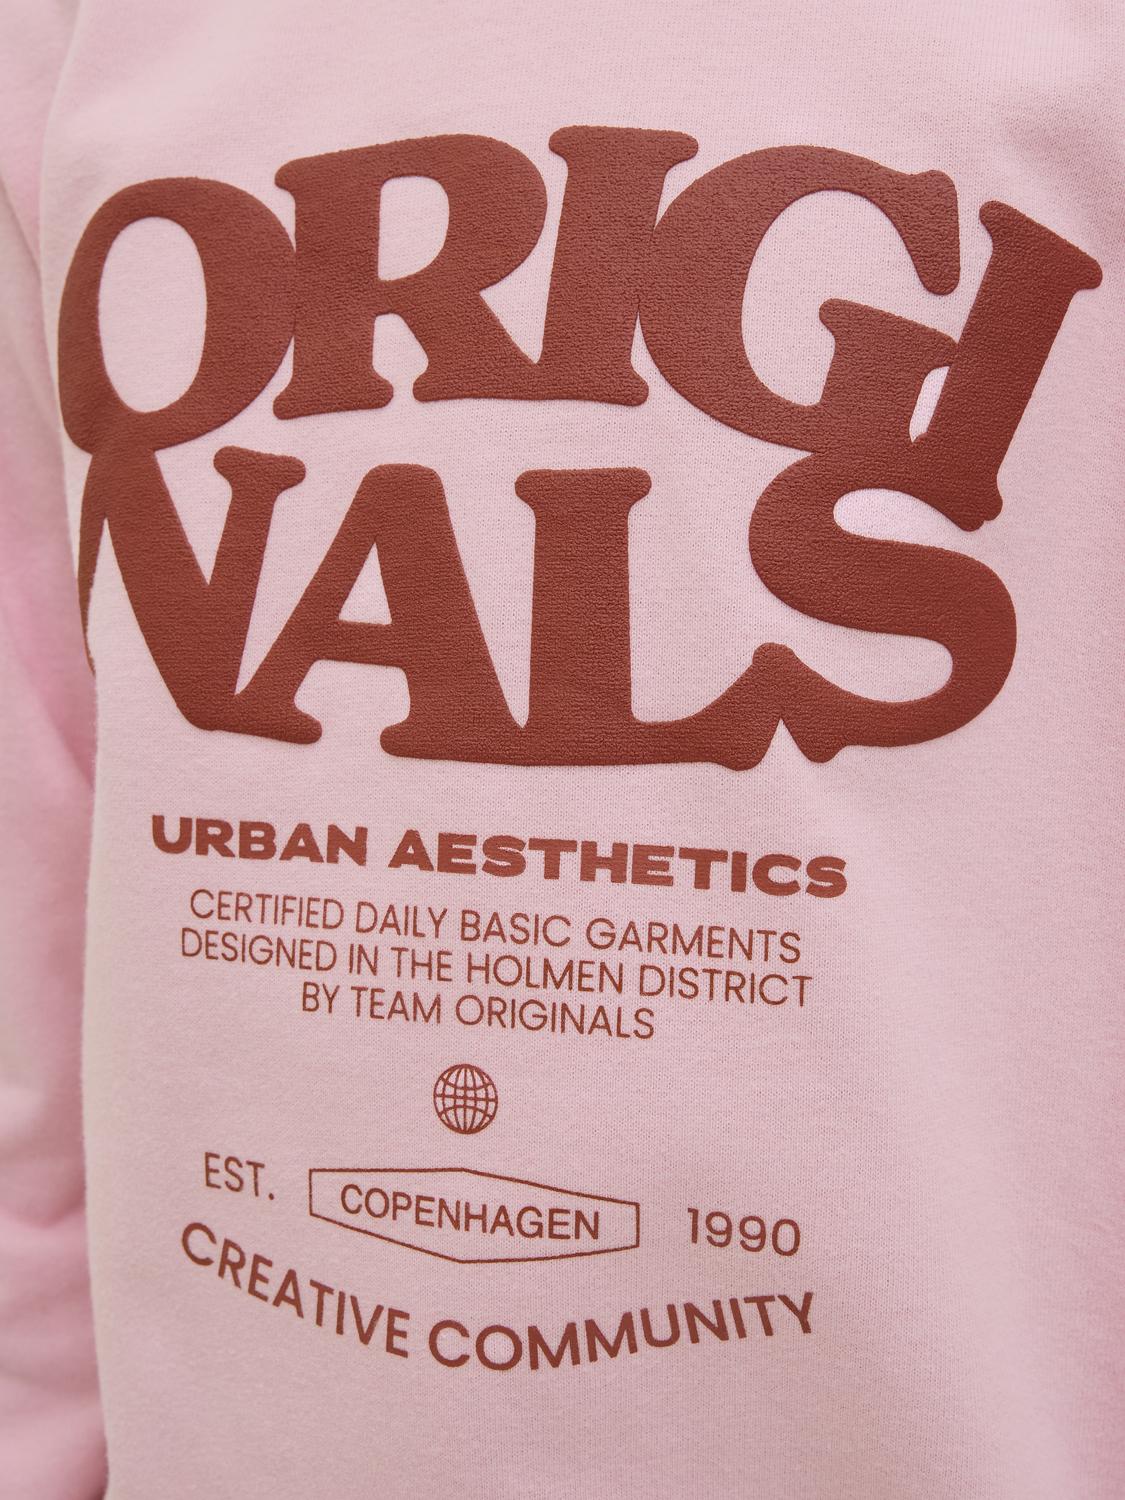 ORIGI
NALS
URBAN AESTHETICS
CERTIFIED DAILY BASIC GARMENTS
DESIGNED IN THE HOLMEN DISTRICT
BY TEAM ORIGINALS
EST. COPENHAGEN 1990
CREATIVE COMMUNITY